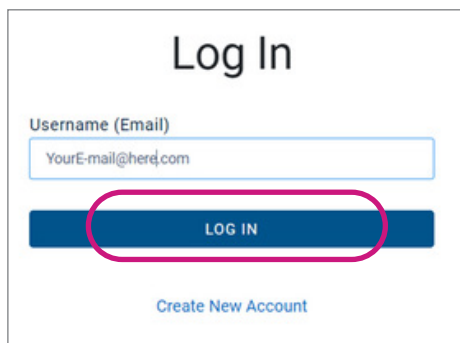 Log In
Username (Email)
YourE-mail@here.com
LOG IN
Create New Account